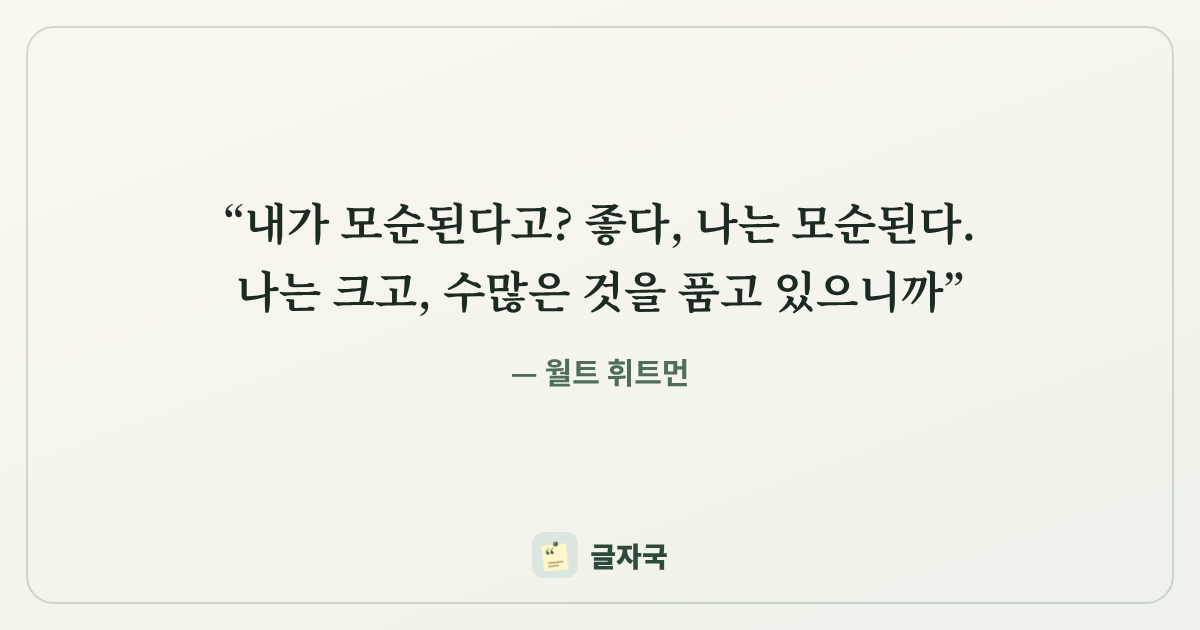 “내가 모순된다고? 좋다, 나는 모순된다.
나는 크고, 수많은 것을 품고 있으니까”
— 월트 휘트먼
글자국